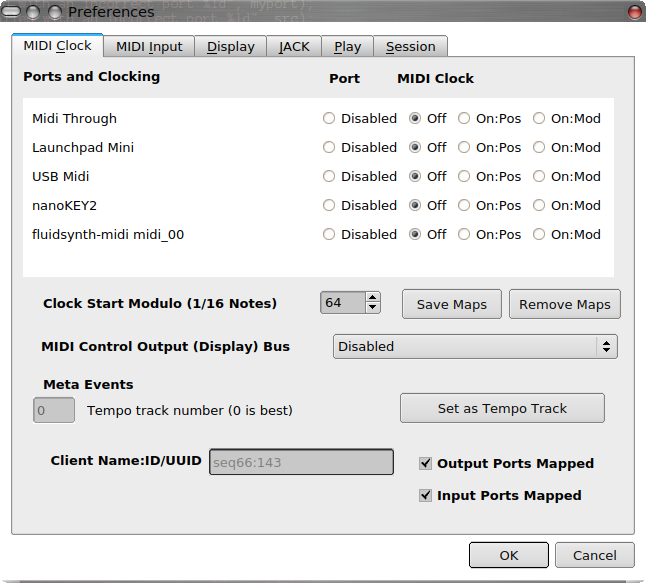 Preferences
MIDI Clock MIDI Input Display JACK Play Session
Ports and Clocking Port MIDI Clock
Midi Through Disabled Off On:Pos On:Mod
Launchpad Mini Disabled Off On:Pos On:Mod
USB Midi Disabled Off On:Pos On:Mod
nanoKEY2 Disabled Off On:Pos On:Mod
fluidsynth-midi midi_00 Disabled Off On:Pos On:Mod
Clock Start Modulo (1/16 Notes) 64 Save Maps Remove Maps
MIDI Control Output (Display) Bus Disabled
Meta Events
0 Tempo track number (0 is best) Set as Tempo Track
Client Name:ID/UUID seq66:143 Output Ports Mapped
Input Ports Mapped
OK Cancel